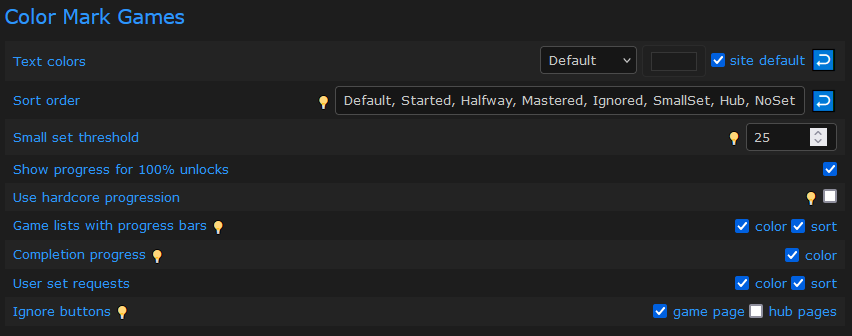 Color Mark Games
Text colors Default site default
Sort order Default, Started, Halfway, Mastered, Ignored, SmallSet, Hub, NoSet
Small set threshold 25
Show progress for 100% unlocks
Use hardcore progression
Game lists with progress bars color sort
Completion progress color
User set requests color sort
Ignore buttons game page hub pages